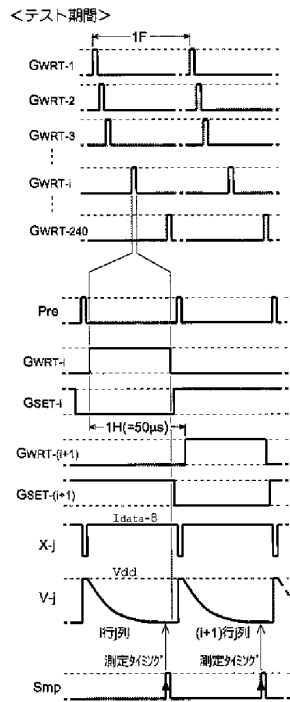 <テスト期間>
1F
GWRT-1
GWRT-2
GWRT-3
GWRT-i
GWRT-240
Pre
GWRT-i
GSET-i
1H(=50μs)
GWRT-(i+1)
GSET-(i+1)
Idata-8
X-j
Vdd
V-j
i行j列
(i+1)行j列
測定タイミング
測定タイミング
Smp